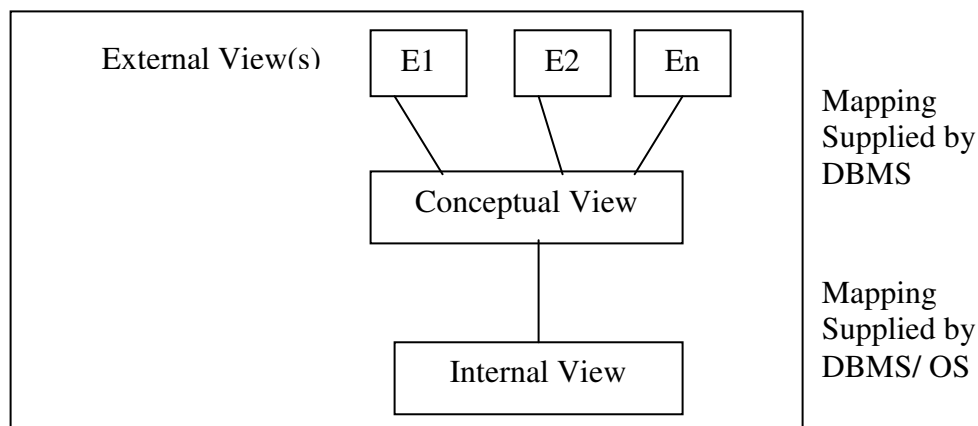 External View(s)
E1
E2
En
Mapping
Supplied by
DBMS
Conceptual View
Mapping
Supplied by
DBMS/ OS
Internal View